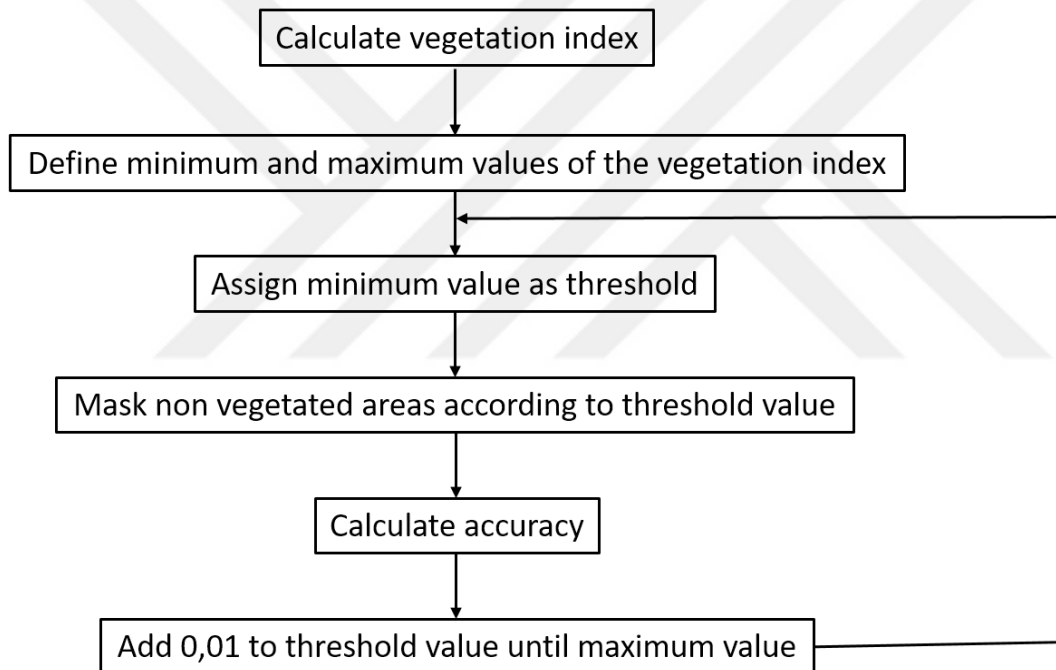 Calculate vegetation index
Define minimum and maximum values of the vegetation index
Assign minimum value as threshold
Mask non vegetated areas according to threshold value
Calculate accuracy
Add 0,01 to threshold value until maximum value